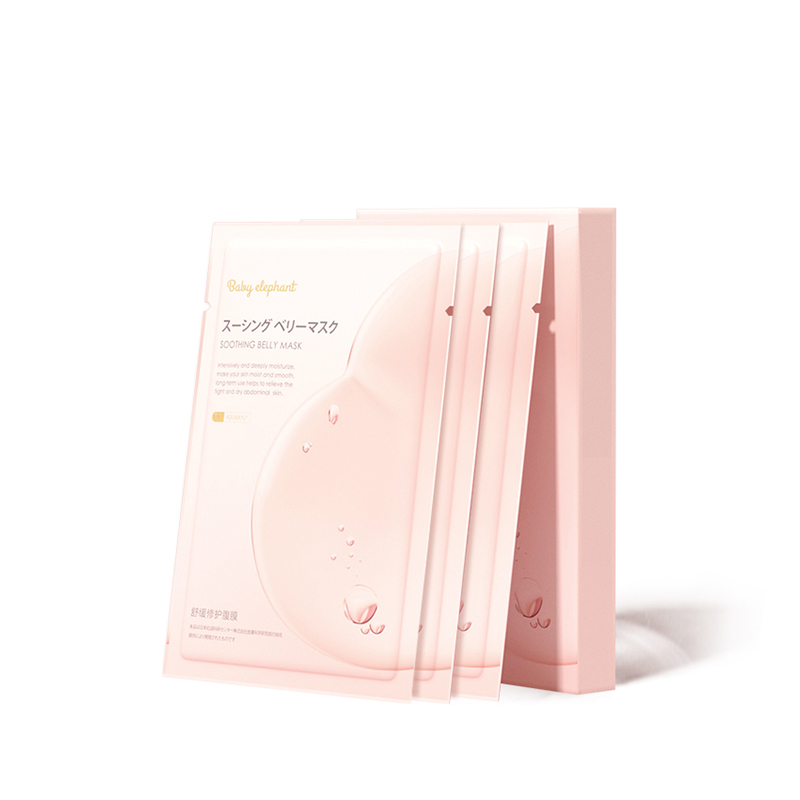 Baby elephant
スーシング ベリーマスク
SOOTHING BELLY MASK
Intensively and deeply moisturize,
make your skin moist and smooth,
long term use helps to relieve the
tight and dry abdominal skin.
舒缓修护腹膜